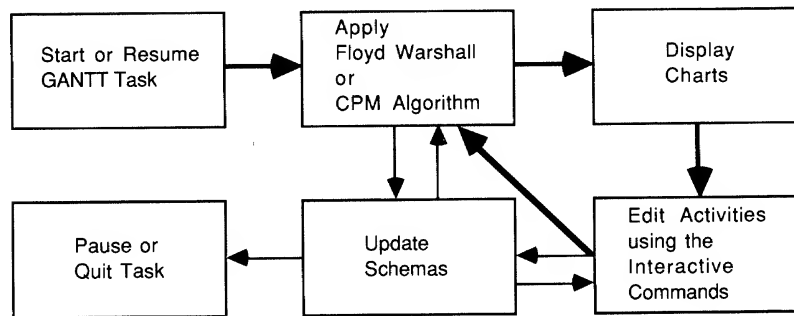 Start or Resume
GANTT Task
Apply
Floyd Warshall
or
CPM Algorithm
Display
Charts
Pause or
Quit Task
Update
Schemas
Edit Activities
using the
Interactive
Commands